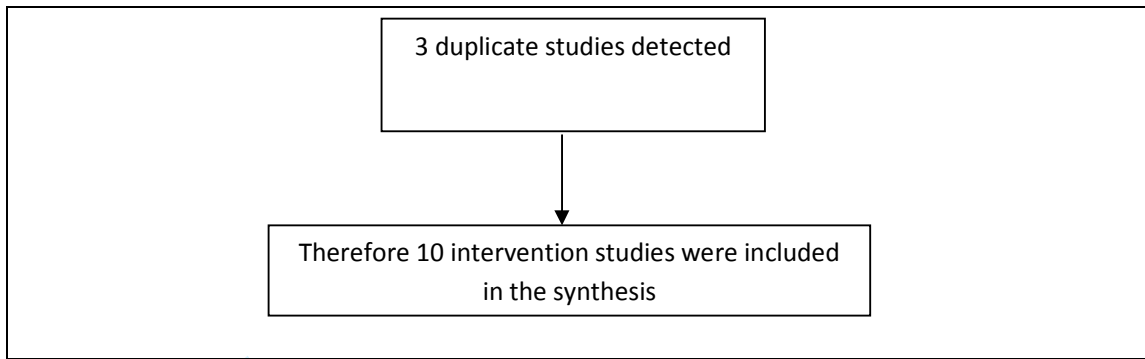 3 duplicate studies detected
Therefore 10 intervention studies were included
in the synthesis